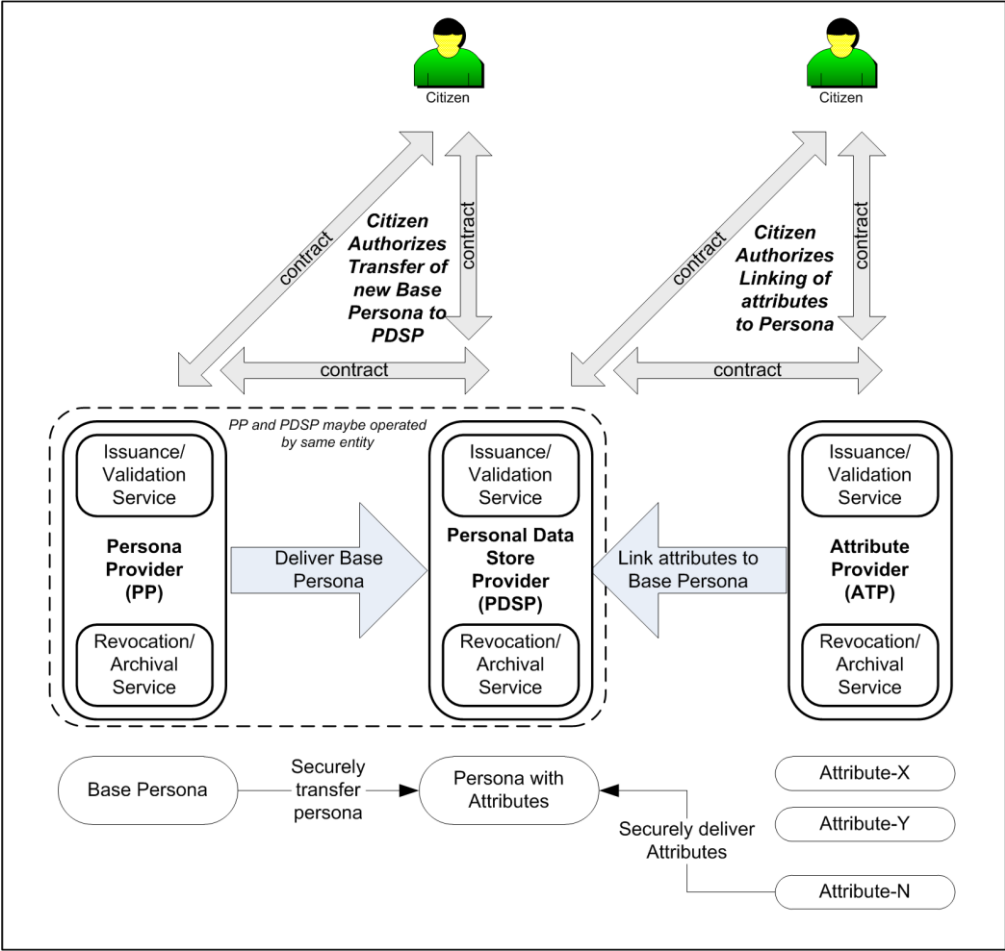 Citizen
Citizen
contract
contract
Citizen
Authorizes
Transfer of
new Base
Persona to
PDSP
contract
contract
contract
Citizen
Authorizes
Linking of
attributes
to Persona
contract
PP and PDSP maybe operated
by same entity
Issuance/
Validation
Service
Persona
Provider
(PP)
Revocation/
Archival
Service
Deliver Base
Persona
Issuance/
Validation
Service
Personal Data
Store
Provider
(PDSP)
Revocation/
Archival
Service
Link attributes to
Base Persona
Issuance/
Validation
Service
Attribute
Provider
(ATP)
Revocation/
Archival
Service
Base Persona
Securely
transfer
persona
Persona with
Attributes
Securely deliver
Attributes
Attribute-X
Attribute-Y
Attribute-N